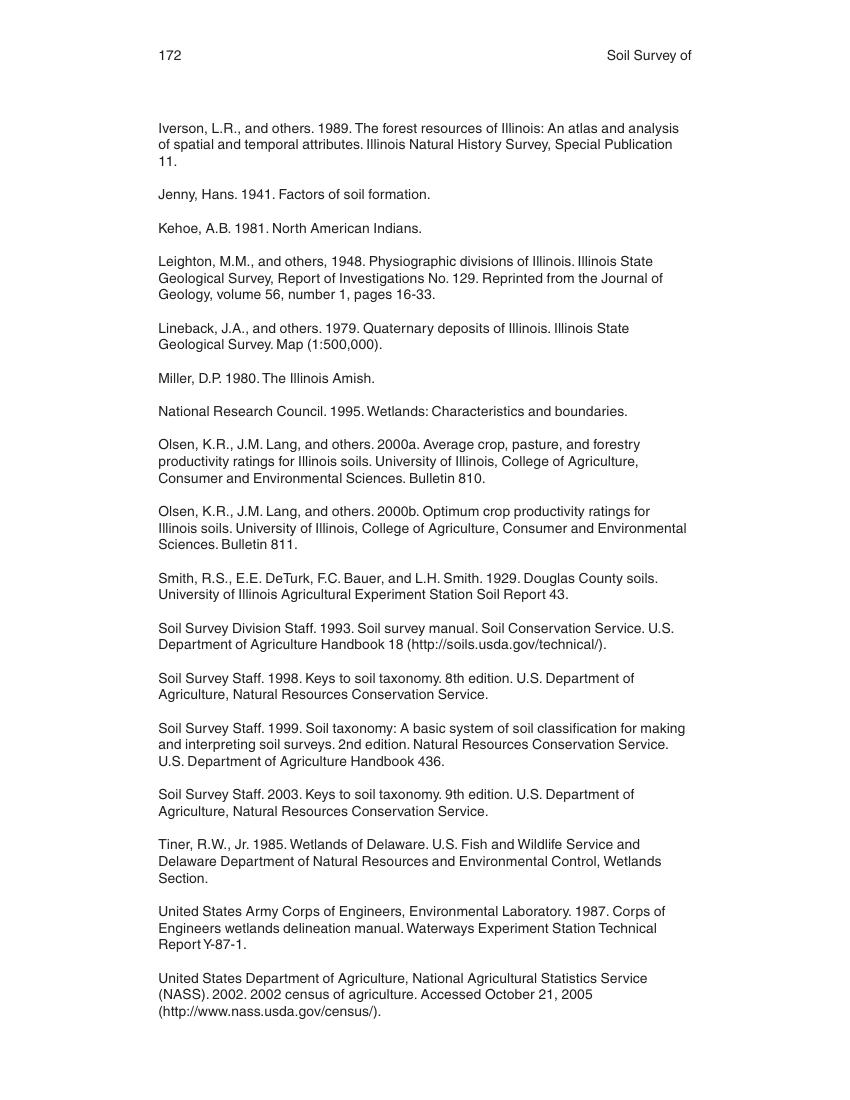 172
Soil Survey of
Iverson, L.R., and others. 1989. The forest resources of Illinois: An atlas and analysis
of spatial and temporal attributes. Illinois Natural History Survey, Special Publication
11.
Jenny, Hans. 1941. Factors of soil formation.
Kehoe, A.B. 1981. North American Indians.
Leighton, M.M., and others, 1948. Physiographic divisions of Illinois. Illinois State
Geological Survey, Report of Investigations No. 129. Reprinted from the Journal of
Geology, volume 56, number 1, pages 16-33.
Lineback, J.A., and others. 1979. Quaternary deposits of Illinois. Illinois State
Geological Survey. Map (1:500,000).
Miller, D.P. 1980. The Illinois Amish.
National Research Council. 1995. Wetlands: Characteristics and boundaries.
Olsen, K.R., J.M. Lang, and others. 2000a. Average crop, pasture, and forestry
productivity ratings for Illinois soils. University of Illinois, College of Agriculture,
Consumer and Environmental Sciences. Bulletin 810.
Olsen, K.R., J.M. Lang, and others. 2000b. Optimum crop productivity ratings for
Illinois soils. University of Illinois, College of Agriculture, Consumer and Environmental
Sciences. Bulletin 811.
Smith, R.S., E.E. DeTurk, F.C. Bauer, and L.H. Smith. 1929. Douglas County soils.
University of Illinois Agricultural Experiment Station Soil Report 43.
Soil Survey Division Staff. 1993. Soil survey manual. Soil Conservation Service. U.S.
Department of Agriculture Handbook 18 (http://soils.usda.gov/technical/).
Soil Survey Staff. 1998. Keys to soil taxonomy. 8th edition. U.S. Department of
Agriculture, Natural Resources Conservation Service.
Soil Survey Staff. 1999. Soil taxonomy: A basic system of soil classification for making
and interpreting soil surveys. 2nd edition. Natural Resources Conservation Service.
U.S. Department of Agriculture Handbook 436.
Soil Survey Staff. 2003. Keys to soil taxonomy. 9th edition. U.S. Department of
Agriculture, Natural Resources Conservation Service.
Tiner, R.W., Jr. 1985. Wetlands of Delaware. U.S. Fish and Wildlife Service and
Delaware Department of Natural Resources and Environmental Control, Wetlands
Section.
United States Army Corps of Engineers, Environmental Laboratory. 1987. Corps of
Engineers wetlands delineation manual. Waterways Experiment Station Technical
Report Y-87-1.
United States Department of Agriculture, National Agricultural Statistics Service
(NASS). 2002. 2002 census of agriculture. Accessed October 21, 2005
(http://www.nass.usda.gov/census/).